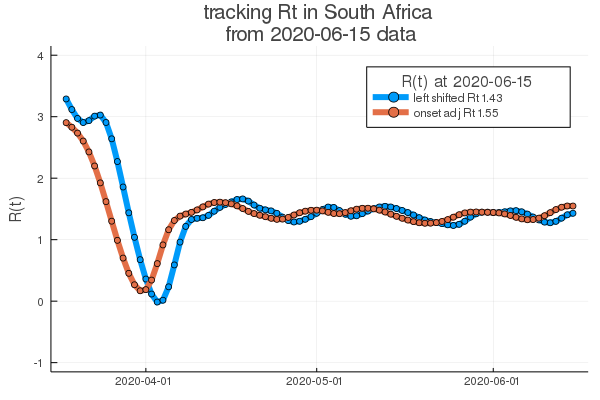 tracking Rt in South Africa
from 2020-06-15 data
R(t) at 2020-06-15
left shifted Rt 1.43
onset adj Rt 1.55
R(t)
4
3
2
1
0
-1
2020-04-01
2020-05-01
2020-06-01